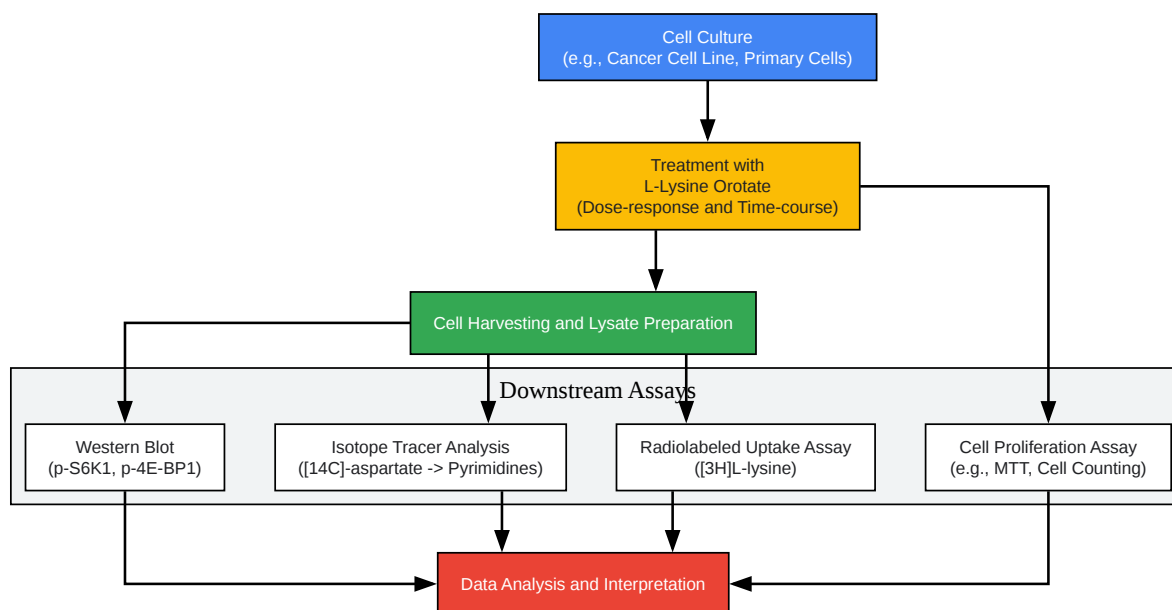 Cell Culture
(e.g., Cancer Cell Line, Primary Cells)
Treatment with
L-Lysine Orotate
(Dose-response and Time-course)
Cell Harvesting and Lysate Preparation
Downstream Assays
Western Blot
(p-S6K1, p-4E-BP1)
Isotope Tracer Analysis
([14C]-aspartate -> Pyrimidines)
Radiolabeled Uptake Assay
([3H]L-lysine)
Cell Proliferation Assay
(e.g., MTT, Cell Counting)
Data Analysis and Interpretation